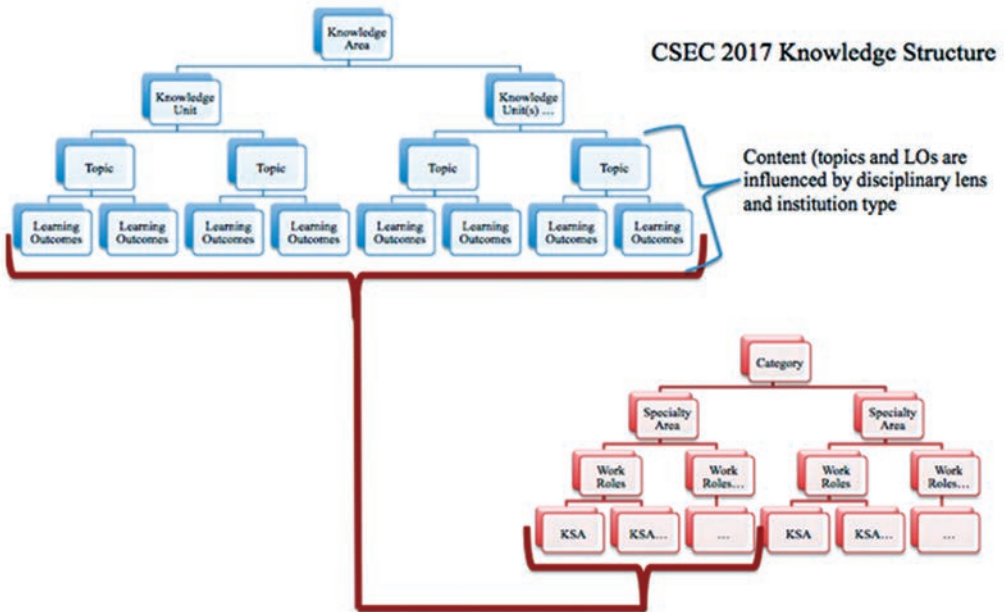 Knowledge
Area
CSEC 2017 Knowledge Structure
Knowledge
Unit
Knowledge
Unit(s) ...
Topic
Topic
Topic
Topic
Content (topics and LOs are
influenced by disciplinary lens
and institution type
Learning
Outcomes
Learning
Outcomes
Learning
Outcomes
Learning
Outcomes
Learning
Outcomes
Learning
Outcomes
Learning
Outcomes
Learning
Outcomes
Category
Specialty
Area
Specialty
Area
Work
Roles
Work
Roles...
Work
Roles
Work
Roles...
KSA
KSA...
...
KSA
KSA...
...